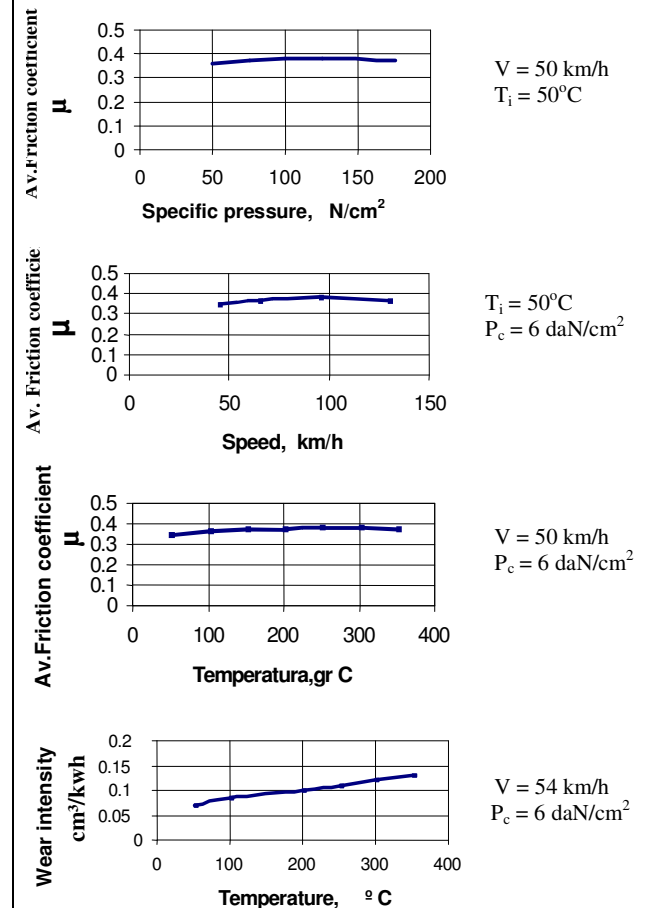 Av.Friction coefficient
µ
0.5
0.4
0.3
0.2
0.1
0
0 50 100 150 200
Specific pressure, N/cm²
V = 50 km/h
Tᵢ = 50°C
Av. Friction coefficie
µ
0.5
0.4
0.3
0.2
0.1
0
0 50 100 150
Speed, km/h
Tᵢ = 50°C
P꜀ = 6 daN/cm²
Av.Friction coefficient
µ
0.5
0.4
0.3
0.2
0.1
0
0 100 200 300 400
Temperatura,gr C
V = 50 km/h
P꜀ = 6 daN/cm²
Wear intensity
cm³/kwh
0.2
0.15
0.1
0.05
0
0 100 200 300 400
Temperature, º C
V = 54 km/h
P꜀ = 6 daN/cm²